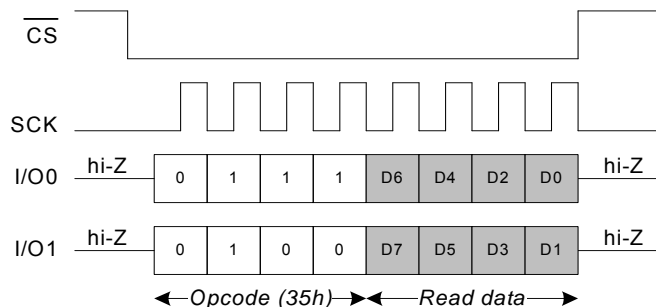 CS
SCK
I/O0 hi-Z 0 1 1 1 D6 D4 D2 D0 hi-Z
I/O1 hi-Z 0 1 0 0 D7 D5 D3 D1 hi-Z
Opcode (35h) Read data